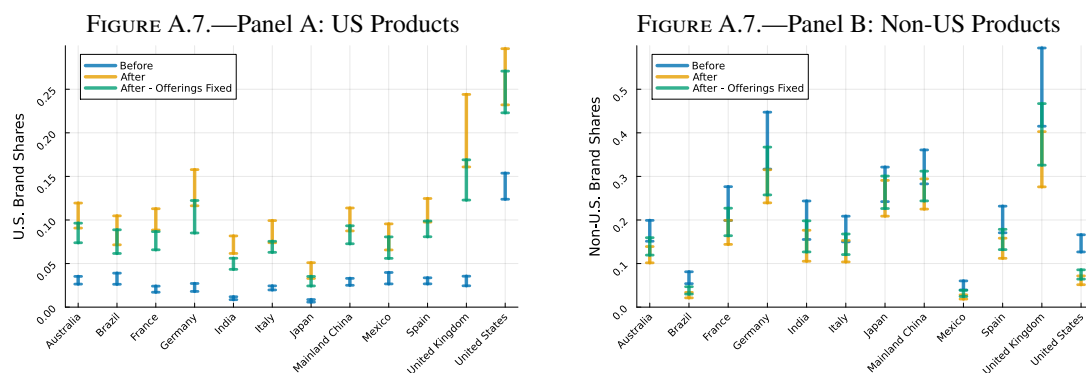 FIGURE A.7.—Panel A: US Products
U.S. Brand Shares
0.25
0.20
0.15
0.10
0.05
0.00
Before
After
After - Offerings Fixed
Australia
Brazil
France
Germany
India
Italy
Japan
Mainland China
Mexico
Spain
United Kingdom
United States
FIGURE A.7.—Panel B: Non-US Products
Non-U.S. Brand Shares
0.5
0.4
0.3
0.2
0.1
0.0
Before
After
After - Offerings Fixed
Australia
Brazil
France
Germany
India
Italy
Japan
Mainland China
Mexico
Spain
United Kingdom
United States